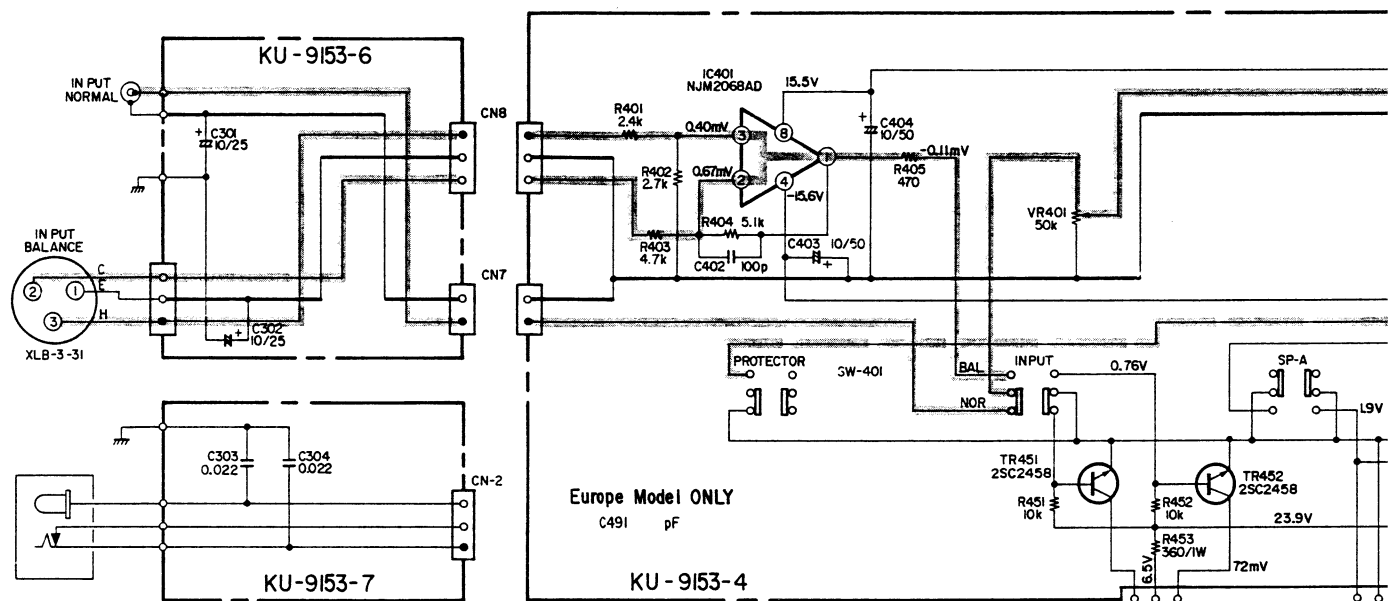 KU-9153-6
IN PUT
NORMAL
C301
10/25
+
IN PUT
BALANCE
C
E
H
2
1
3
XLB-3-31
+
C302
10/25
CN8
CN7
IC401
NJM2068AD
15.5V
R401
2.4k
0.40mV
3
8
1
2
4
+
C404
10/50
-0.11mV
R405
470
R402
2.7k
0.67mV
-15.6V
R404 5.1k
R403
4.7k
C402
100p
C403
10/50
+
VR401
50k
PROTECTOR
SW-401
BAL
INPUT
0.76V
SP-A
NOR
1.9V
TR451
2SC2458
TR452
2SC2458
R451
10k
R452
10k
23.9V
R453
360/1W
6.5V
72mV
C303
0.022
C304
0.022
CN-2
KU-9153-7
Europe Model ONLY
C491 pF
KU-9153-4